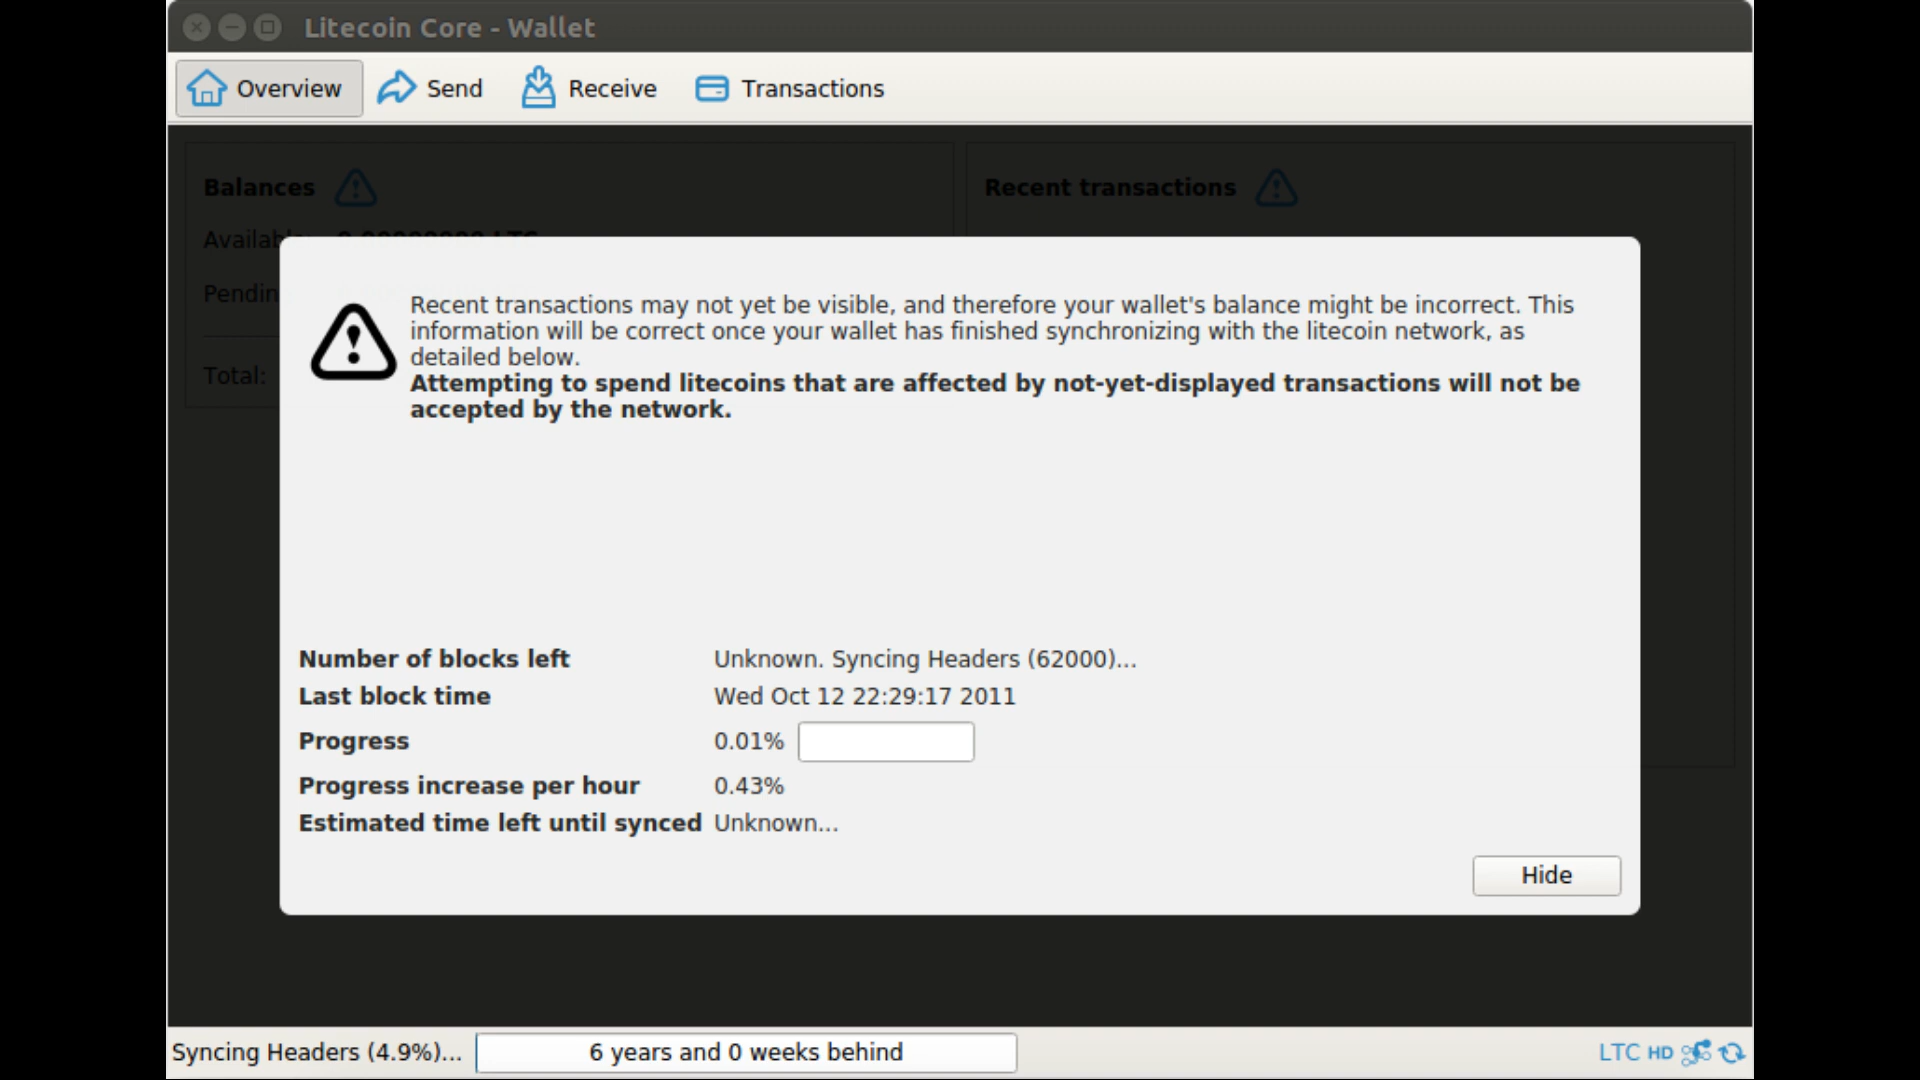 Litecoin Core - Wallet
Overview
Send
Receive
Transactions
Balances
Recent transactions
Total:
Recent transactions may not yet be visible, and therefore your wallet's balance might be incorrect. This
information will be correct once your wallet has finished synchronizing with the litecoin network, as
detailed below.
Attempting to spend litecoins that are affected by not-yet-displayed transactions will not be
accepted by the network.
Number of blocks left Unknown. Syncing Headers (62000)...
Last block time Wed Oct 12 22:29:17 2011
Progress 0.01%
Progress increase per hour 0.43%
Estimated time left until synced Unknown...
Hide
Syncing Headers (4.9%)... 6 years and 0 weeks behind LTC HD